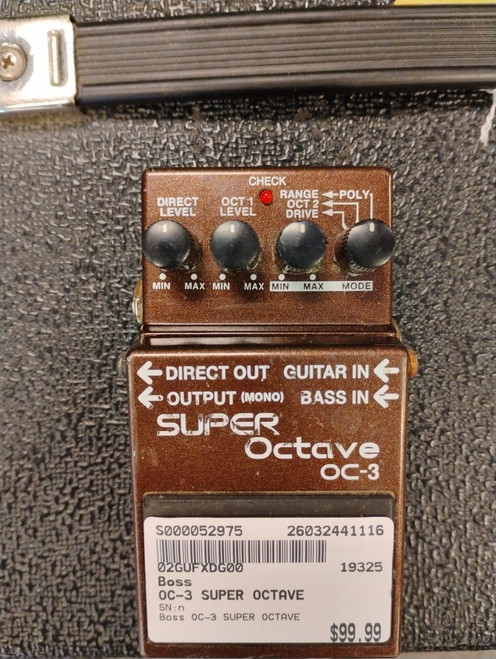 CHECK
DIRECT LEVEL
OCT 1 LEVEL
RANGE POLY
OCT 2
DRIVE
MIN MAX MIN MAX MIN MAX MODE
DIRECT OUT GUITAR IN
OUTPUT (MONO) BASS IN
SUPER
Octave
OC-3
S000052975 26032441116
02GUFXDG00 19325
Boss
OC-3 SUPER OCTAVE
SN:n
Boss OC-3 SUPER OCTAVE
$99.99